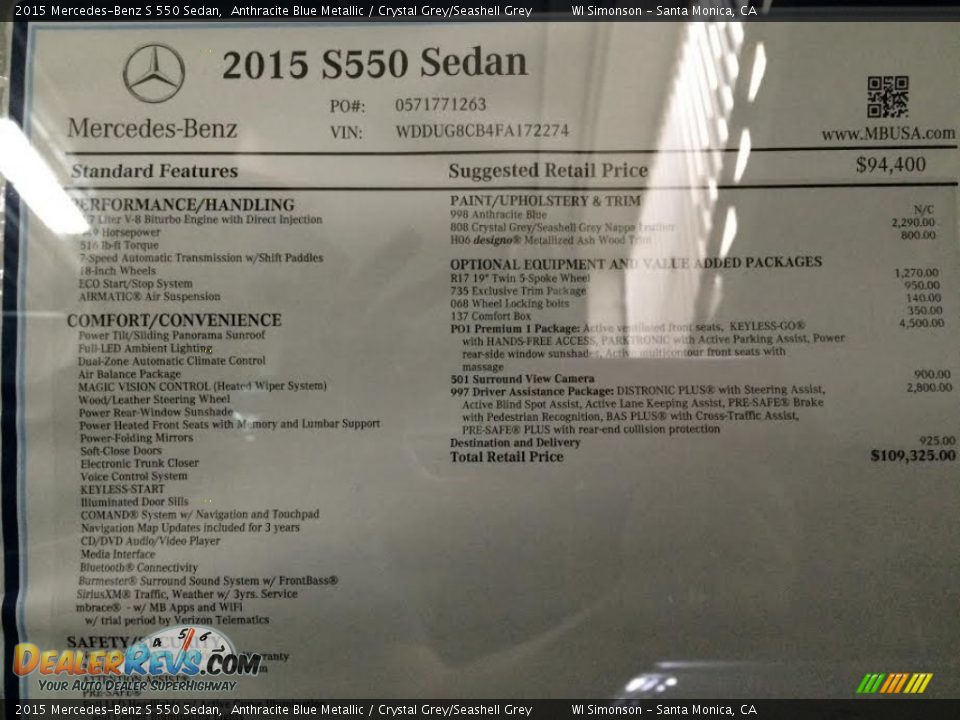 2015 Mercedes-Benz S 550 Sedan, Anthracite Blue Metallic / Crystal Grey/Seashell Grey WI Simonson - Santa Monica, CA
2015 S550 Sedan
PO#: 0571771263
VIN: WDDUG8CB4FA172274
Mercedes-Benz
www.MBUSA.com
Standard Features
PERFORMANCE/HANDLING
Liter V-8 Biturbo Engine with Direct Injection
Horsepower
516 lb-ft Torque
7-Speed Automatic Transmission w/Shift Paddles
18-inch Wheels
ECO Start/Stop System
AIRMATIC® Air Suspension
COMFORT/CONVENIENCE
Power Tilt/Sliding Panorama Sunroof
Full-LED Ambient Lighting
Dual-Zone Automatic Climate Control
Air Balance Package
MAGIC VISION CONTROL (Heated Wiper System)
Wood/Leather Steering Wheel
Power Rear-Window Sunshade
Power Heated Front Seats with Memory and Lumbar Support
Power-Folding Mirrors
Soft-Close Doors
Electronic Trunk Closer
Voice Control System
KEYLESS-START
Illuminated Door Sills
COMAND® System w/ Navigation and Touchpad
Navigation Map Updates included for 3 years
CD/DVD Audio/Video Player
Media Interface
Bluetooth® Connectivity
Burmester® Surround Sound System w/ FrontBass®
SiriusXM® Traffic, Weather w/ 3yrs. Service
mbrace® - w/ MB Apps and WiFi
w/ trial period by Verizon Telematics
SAFETY/SECURITY
ATTENTION ASSIST®
PRE-SAFE®
Suggested Retail Price $94,400
PAINT/UPHOLSTERY & TRIM
998 Anthracite Blue N/C
808 Crystal Grey/Seashell Grey Nappa Leather 2,290.00
H06 designo® Metallized Ash Wood Trim 800.00
OPTIONAL EQUIPMENT AND VALUE ADDED PACKAGES
R17 19" Twin 5-Spoke Wheel 1,270.00
735 Exclusive Trim Package 950.00
068 Wheel Locking bolts 140.00
137 Comfort Box 350.00
PO1 Premium 1 Package: Active ventilated front seats, KEYLESS-GO® 4,500.00
with HANDS-FREE ACCESS, PARKTRONIC with Active Parking Assist, Power
rear-side window sunshades, Active multicontour front seats with
massage
501 Surround View Camera 900.00
997 Driver Assistance Package: DISTRONIC PLUS® with Steering Assist, 2,800.00
Active Blind Spot Assist, Active Lane Keeping Assist, PRE-SAFE® Brake
with Pedestrian Recognition, BAS PLUS® with Cross-Traffic Assist,
PRE-SAFE® PLUS with rear-end collision protection
Destination and Delivery 925.00
Total Retail Price $109,325.00
4 5 6
DealerRevs.com
Your Auto Dealer SuperHighway
2015 Mercedes-Benz S 550 Sedan, Anthracite Blue Metallic / Crystal Grey/Seashell Grey WI Simonson - Santa Monica, CA